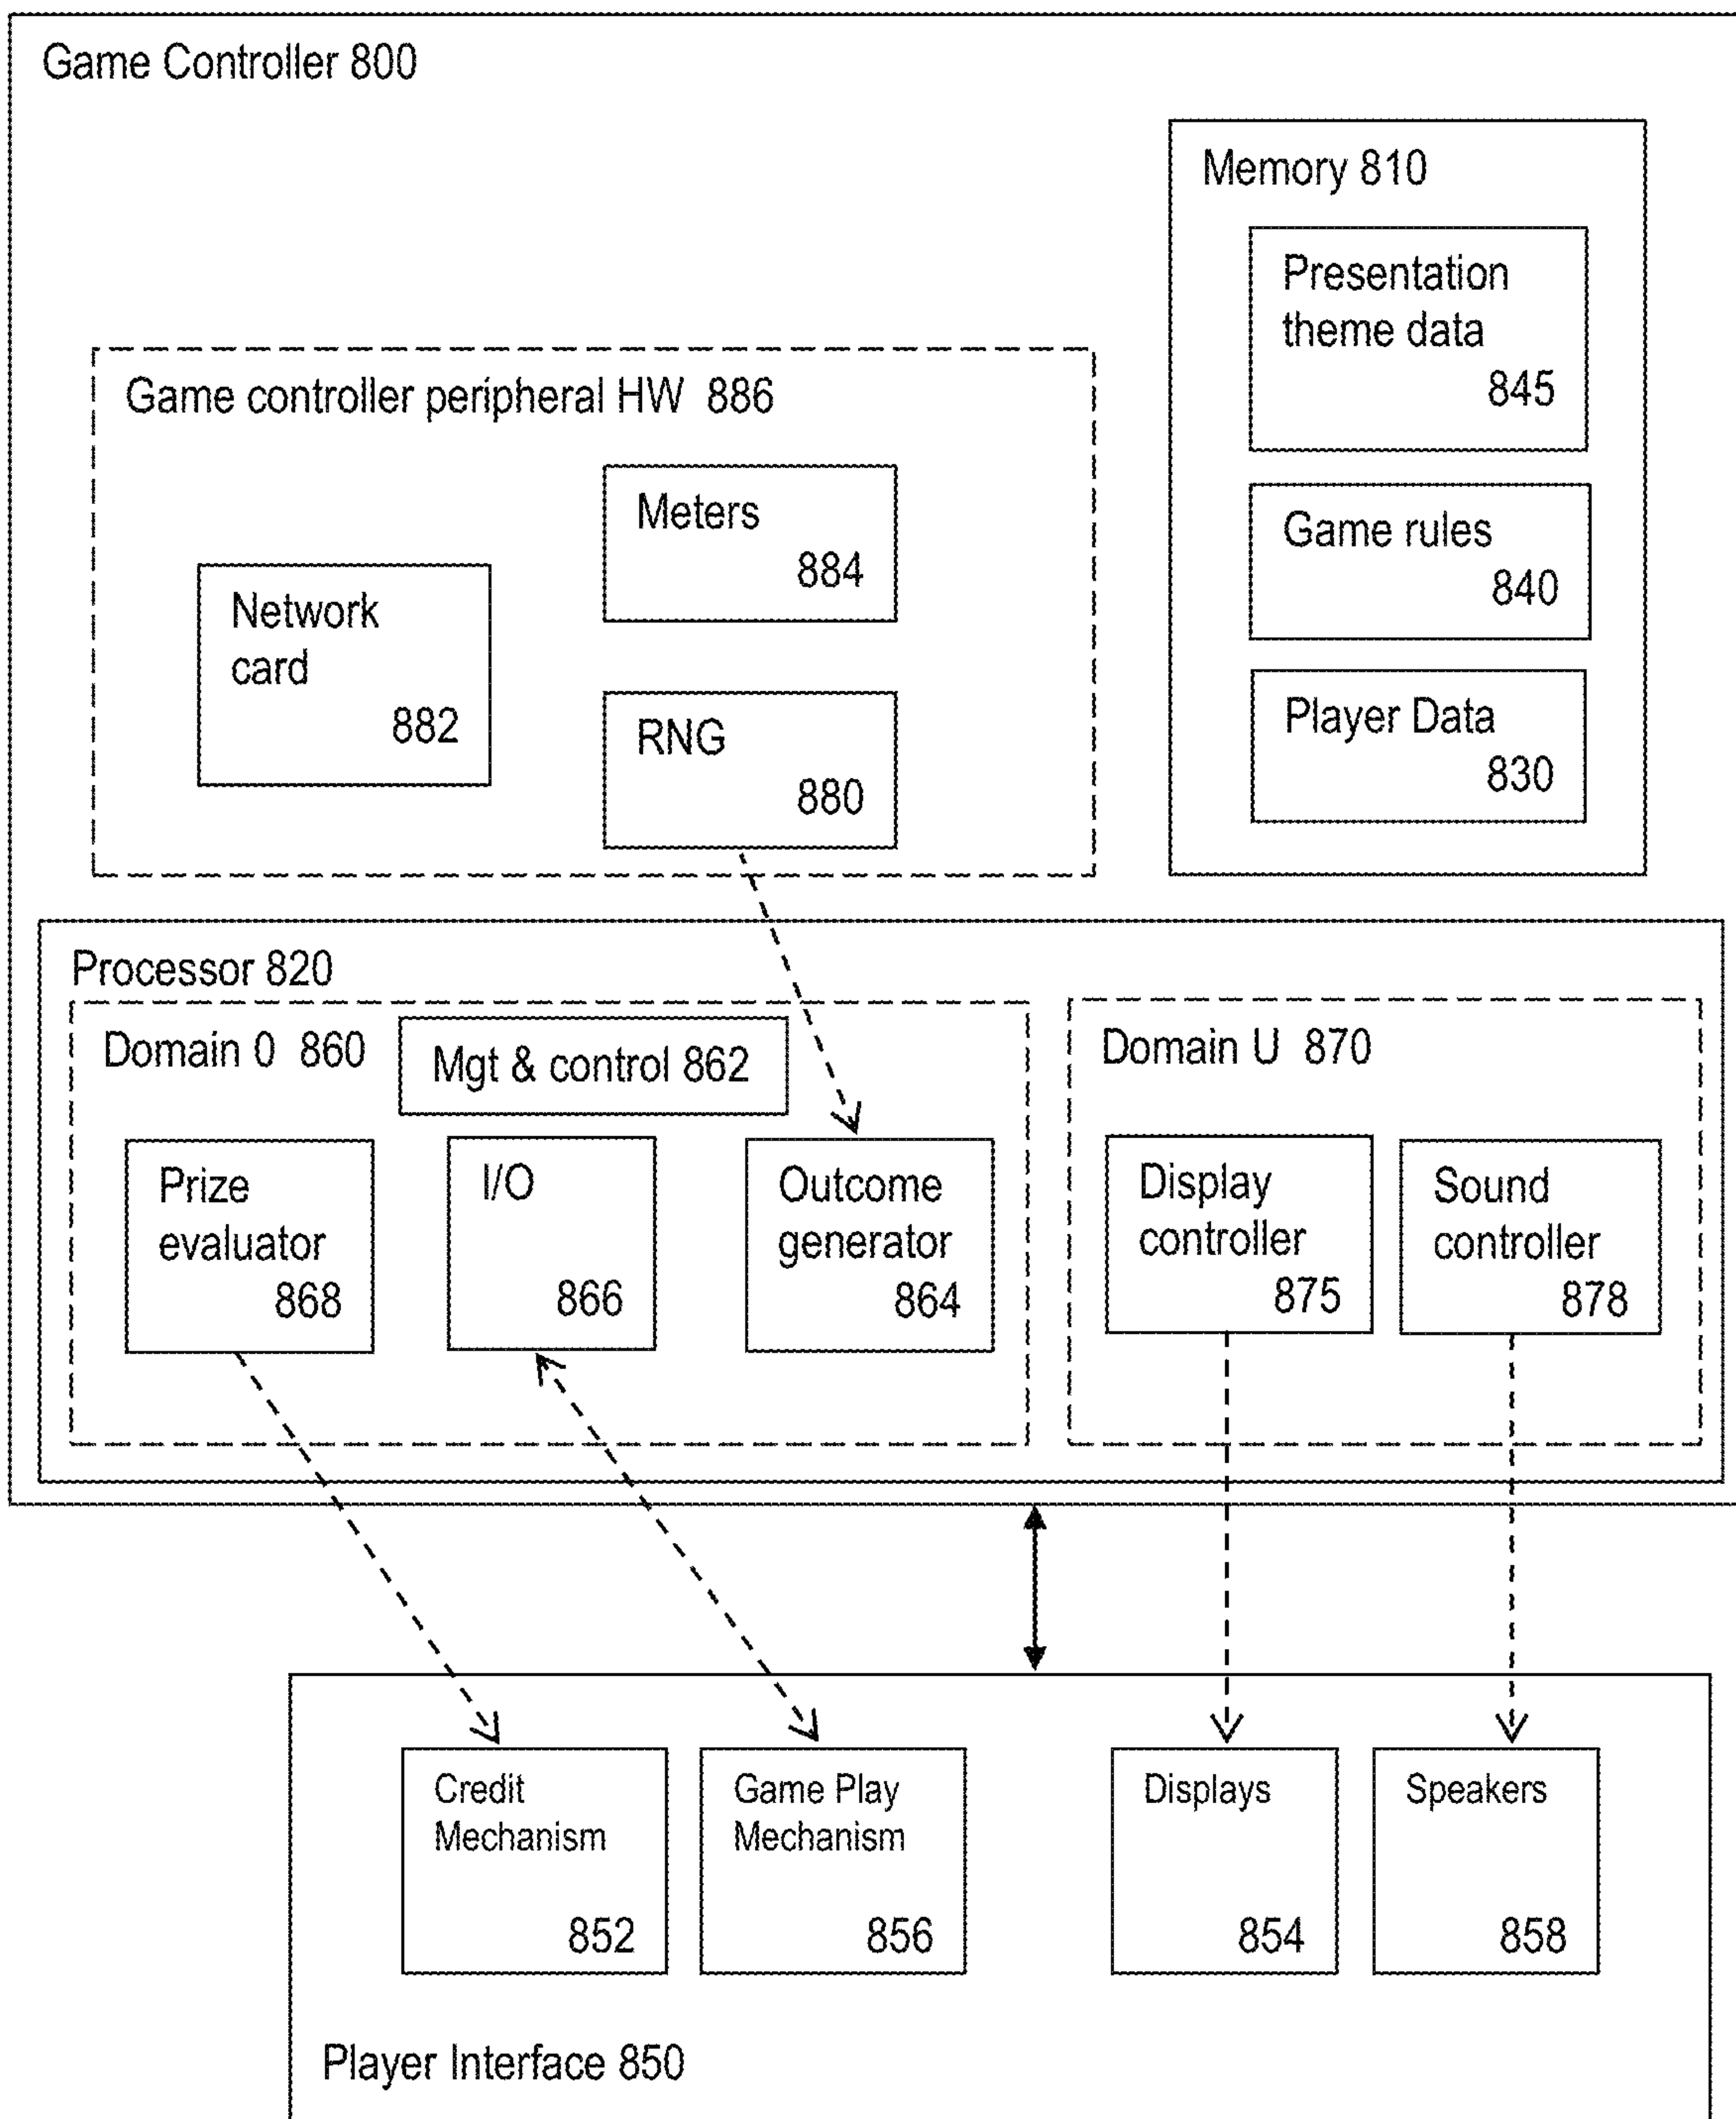 Game Controller 800
Memory 810
Presentation
theme data
845
Game rules
840
Player Data
830
Game controller peripheral HW 886
Meters
884
Network
card
882
RNG
880
Processor 820
Domain 0 860
Mgt & control 862
Prize
evaluator
868
I/O
866
Outcome
generator
864
Domain U 870
Display
controller
875
Sound
controller
878
Credit
Mechanism
852
Game Play
Mechanism
856
Displays
854
Speakers
858
Player Interface 850